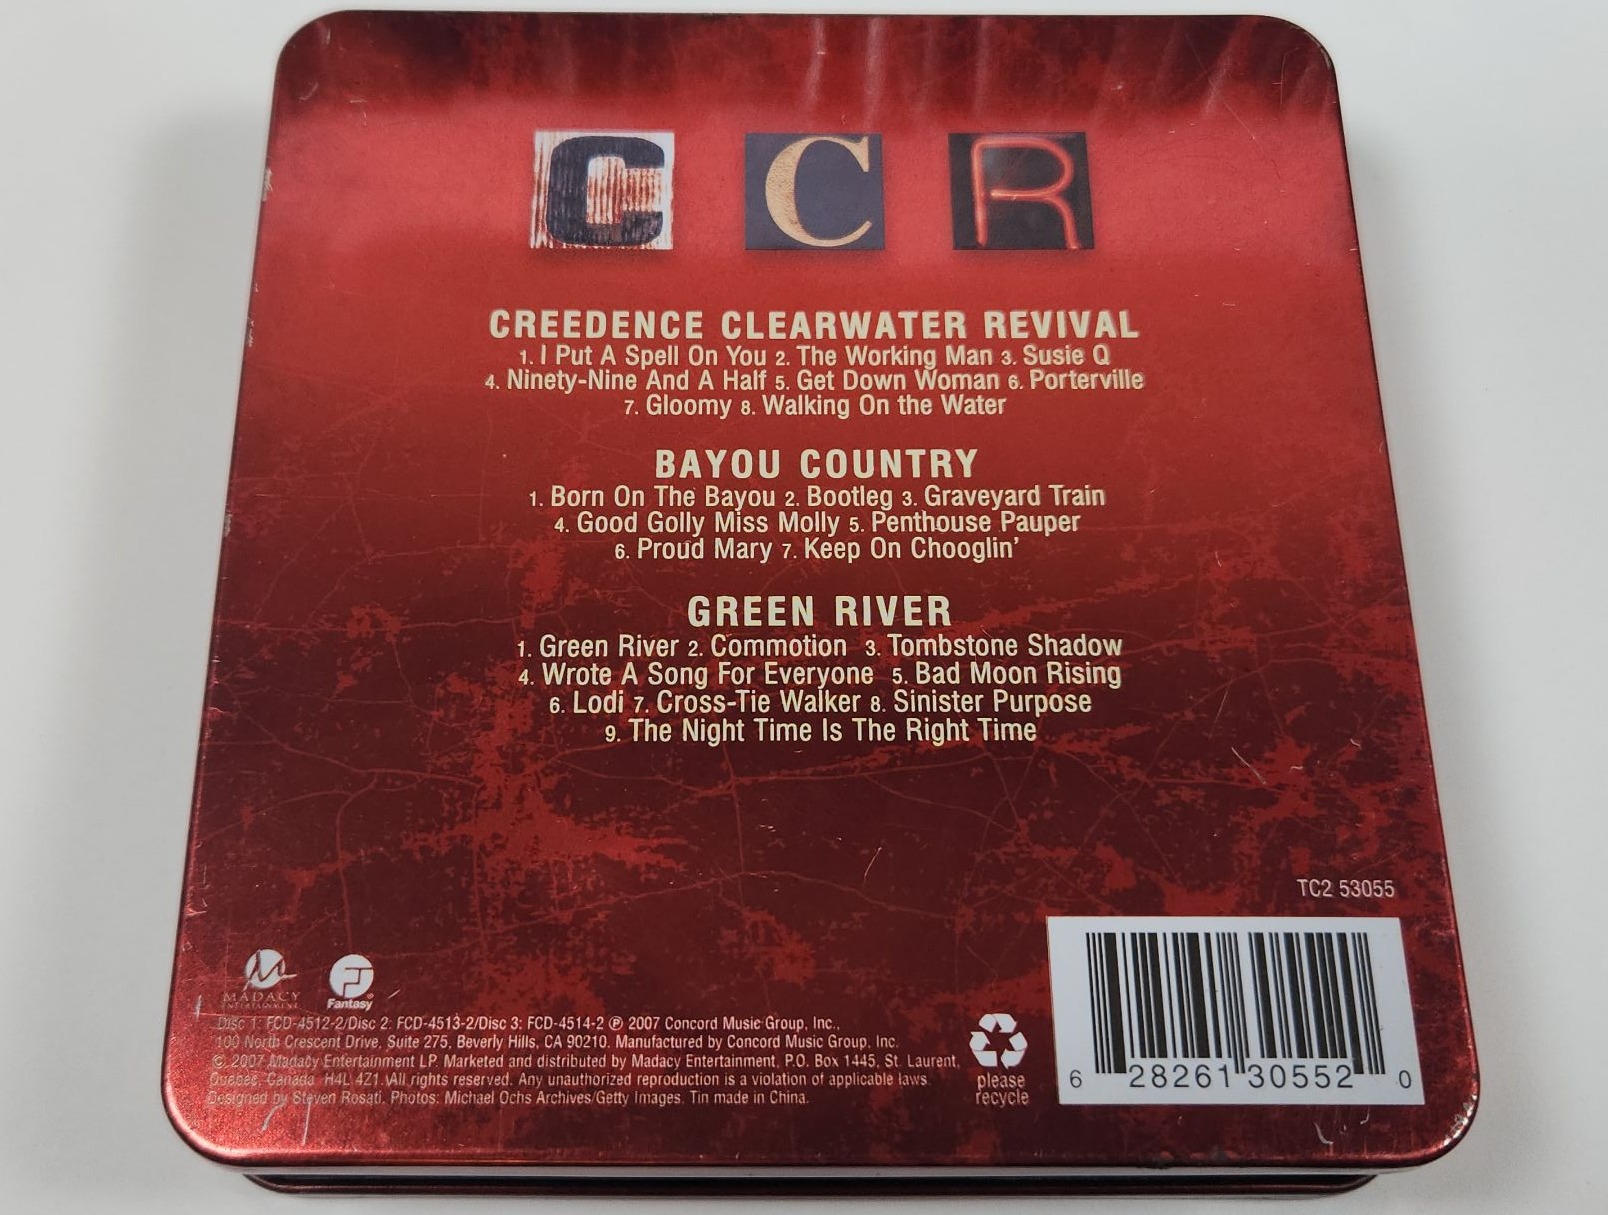 C C R
CREEDENCE CLEARWATER REVIVAL
1. I Put A Spell On You 2. The Working Man 3. Susie Q
4. Ninety-Nine And A Half 5. Get Down Woman 6. Porterville
7. Gloomy 8. Walking On the Water
BAYOU COUNTRY
1. Born On The Bayou 2. Bootleg 3. Graveyard Train
4. Good Golly Miss Molly 5. Penthouse Pauper
6. Proud Mary 7. Keep On Chooglin'
GREEN RIVER
1. Green River 2. Commotion 3. Tombstone Shadow
4. Wrote A Song For Everyone 5. Bad Moon Rising
6. Lodi 7. Cross-Tie Walker 8. Sinister Purpose
9. The Night Time Is The Right Time
TC2 53055
MADACY
ENTERTAINMENT
Fantasy
Disc 1: FCD-4512-2/Disc 2: FCD-4513-2/Disc 3: FCD-4514-2 ℗ 2007 Concord Music Group, Inc.,
100 North Crescent Drive, Suite 275, Beverly Hills, CA 90210. Manufactured by Concord Music Group, Inc.
© 2007 Madacy Entertainment LP. Marketed and distributed by Madacy Entertainment, P.O. Box 1445, St. Laurent,
Quebec, Canada H4L 4Z1. All rights reserved. Any unauthorized reproduction is a violation of applicable laws.
Designed by Steven Rosati. Photos: Michael Ochs Archives/Getty Images. Tin made in China.
please
recycle
6 28261 30552 0